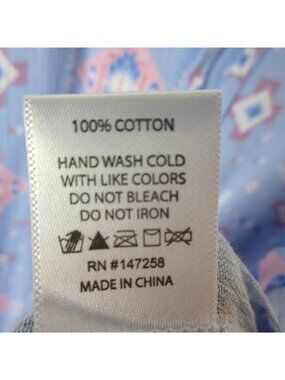 100% COTTON
HAND WASH COLD
WITH LIKE COLORS
DO NOT BLEACH
DO NOT IRON
RN #147258
MADE IN CHINA